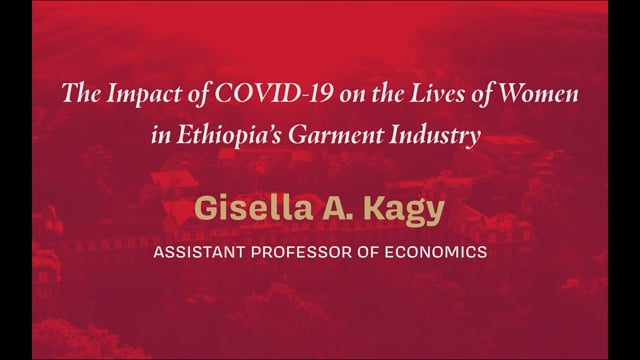 The Impact of COVID-19 on the Lives of Women
in Ethiopia’s Garment Industry
Gisella A. Kagy
ASSISTANT PROFESSOR OF ECONOMICS